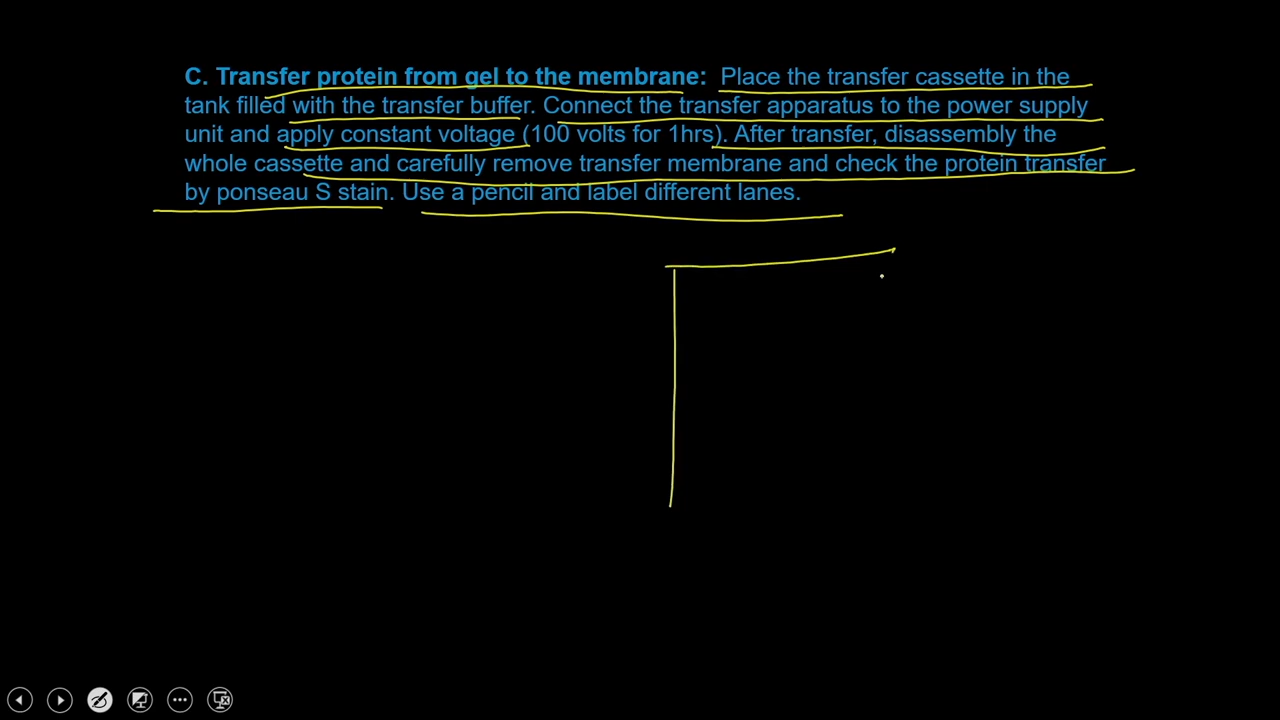 C. Transfer protein from gel to the membrane: Place the transfer cassette in the
tank filled with the transfer buffer. Connect the transfer apparatus to the power supply
unit and apply constant voltage (100 volts for 1hrs). After transfer, disassembly the
whole cassette and carefully remove transfer membrane and check the protein transfer
by ponseau S stain. Use a pencil and label different lanes.